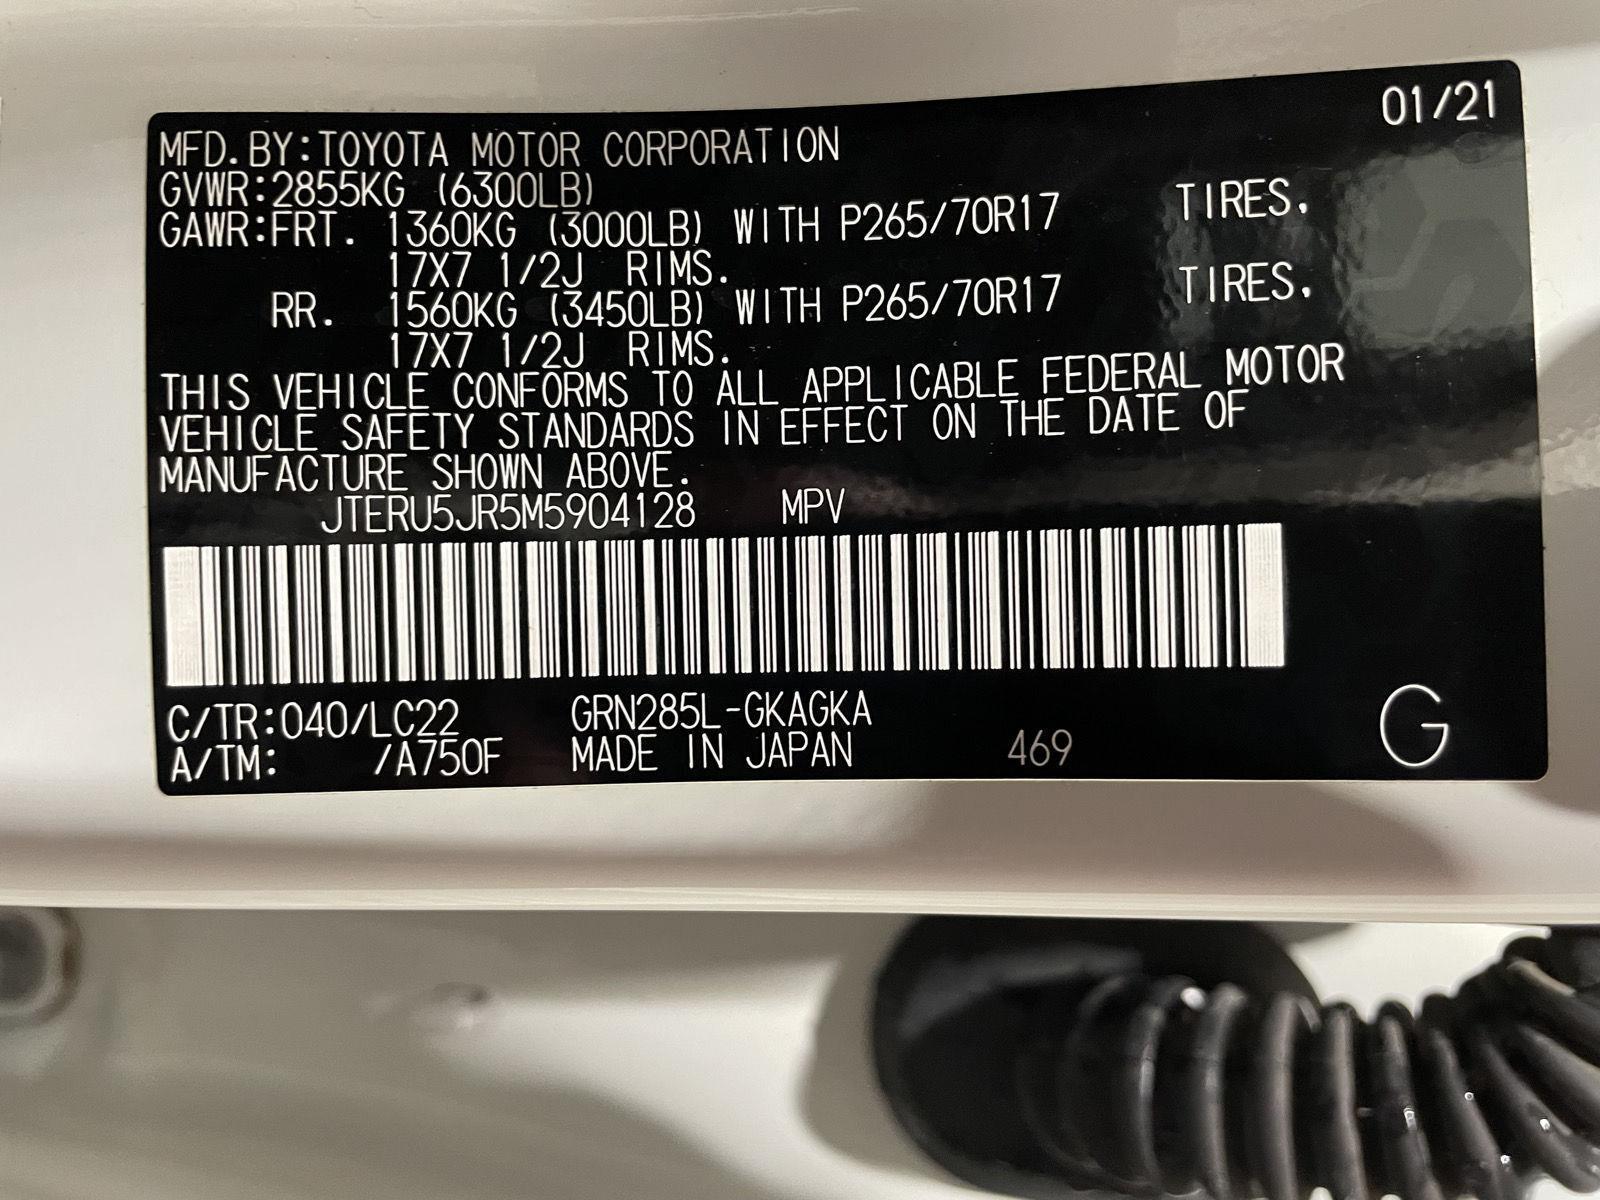 01/21
MFD.BY:TOYOTA MOTOR CORPORATION
GVWR:2855KG (6300LB)
GAWR:FRT. 1360KG (3000LB) WITH P265/70R17 TIRES.
17X7 1/2J RIMS.
RR. 1560KG (3450LB) WITH P265/70R17 TIRES.
17X7 1/2J RIMS.
THIS VEHICLE CONFORMS TO ALL APPLICABLE FEDERAL MOTOR
VEHICLE SAFETY STANDARDS IN EFFECT ON THE DATE OF
MANUFACTURE SHOWN ABOVE.
JTERU5JR5M5904128 MPV
C/TR:040/LC22 GRN285L-GKAGKA
A/TM: /A750F MADE IN JAPAN 469 G